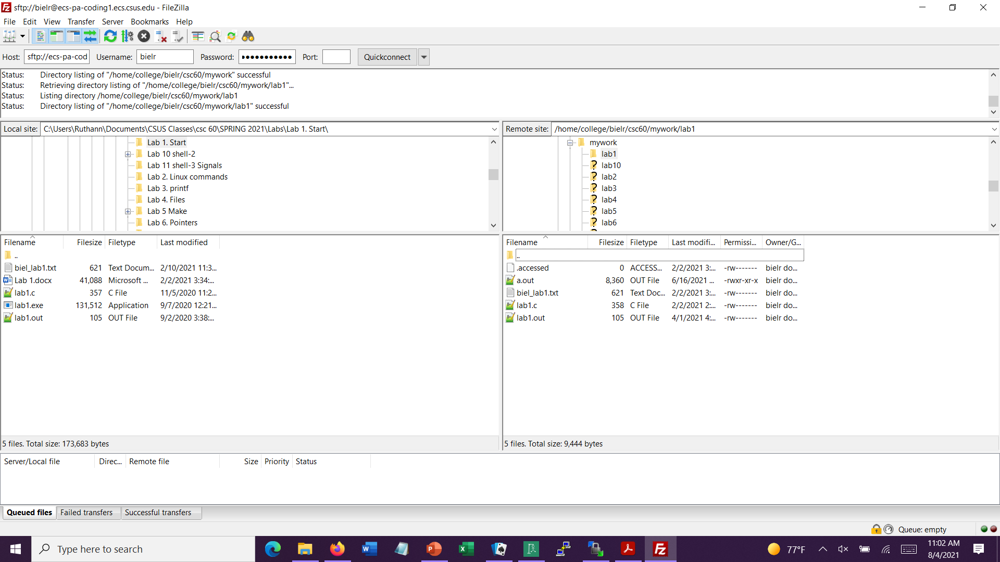 sftp://bielr@ecs-pa-coding1.ecs.csus.edu - FileZilla
File Edit View Transfer Server Bookmarks Help
Host: sftp://ecs-pa-cod Username: bielr Password: ●●●●●●●●●●● Port: Quickconnect
Status: Directory listing of "/home/college/bielr/csc60/mywork" successful
Status: Retrieving directory listing of "/home/college/bielr/csc60/mywork/lab1"...
Status: Listing directory /home/college/bielr/csc60/mywork/lab1
Status: Directory listing of "/home/college/bielr/csc60/mywork/lab1" successful
Local site: C:\Users\Ruthann\Documents\CSUS Classes\csc 60\SPRING 2021\Labs\Lab 1. Start\
Lab 1. Start
Lab 10 shell-2
Lab 11 shell-3 Signals
Lab 2. Linux commands
Lab 3. printf
Lab 4. Files
Lab 5 Make
Lab 6. Pointers
Filename Filesize Filetype Last modified
..
biel_lab1.txt 621 Text Docum... 2/10/2021 11:3...
Lab 1.docx 41,088 Microsoft ... 2/2/2021 3:34:...
lab1.c 357 C File 11/5/2020 11:2...
lab1.exe 131,512 Application 9/7/2020 12:21...
lab1.out 105 OUT File 9/2/2020 3:38:...
5 files. Total size: 173,683 bytes
Remote site: /home/college/bielr/csc60/mywork/lab1
mywork
lab1
? lab10
? lab2
? lab3
? lab4
? lab5
? lab6
Filename Filesize Filetype Last modifi... Permissi... Owner/G...
..
.accessed 0 ACCESS... 2/2/2021 3:... -rw------- bielr do...
a.out 8,360 OUT File 6/16/2021 ... -rwxr-xr-x bielr do...
biel_lab1.txt 621 Text Doc... 2/2/2021 3:... -rw------- bielr do...
lab1.c 358 C File 2/2/2021 2:... -rw------- bielr do...
lab1.out 105 OUT File 4/1/2021 4:... -rw------- bielr do...
5 files. Total size: 9,444 bytes
Server/Local file Direc... Remote file Size Priority Status
Queued files Failed transfers Successful transfers
Queue: empty
Type here to search
77°F
11:02 AM
8/4/2021